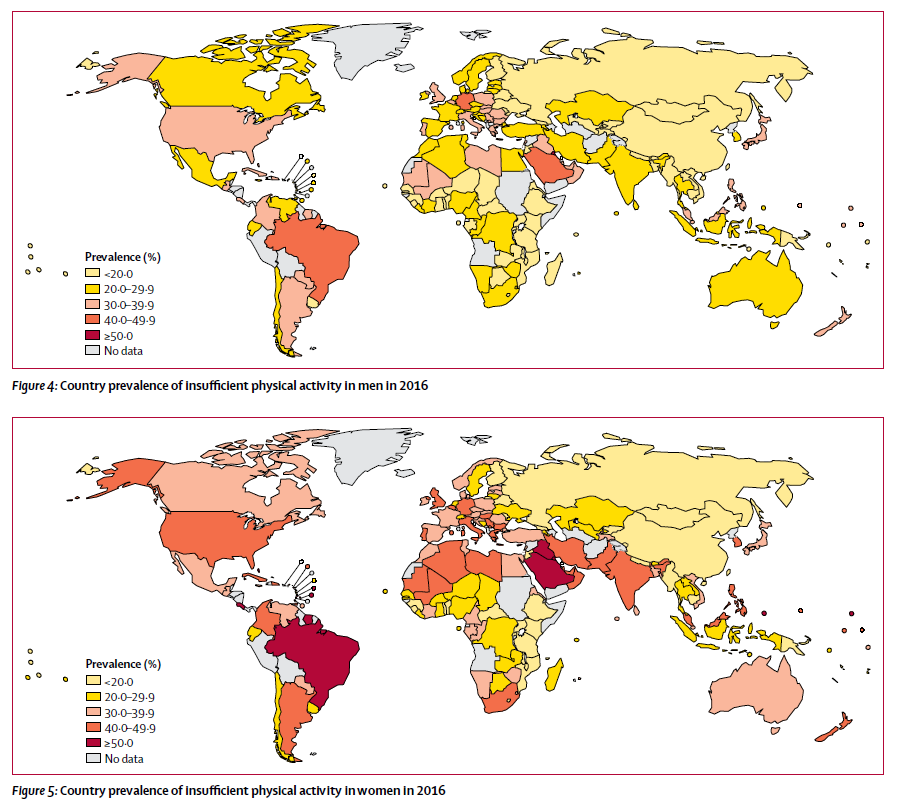 Prevalence (%)
<20·0
20·0–29·9
30·0–39·9
40·0–49·9
≥50·0
No data
Figure 4: Country prevalence of insufficient physical activity in men in 2016
Prevalence (%)
<20·0
20·0–29·9
30·0–39·9
40·0–49·9
≥50·0
No data
Figure 5: Country prevalence of insufficient physical activity in women in 2016